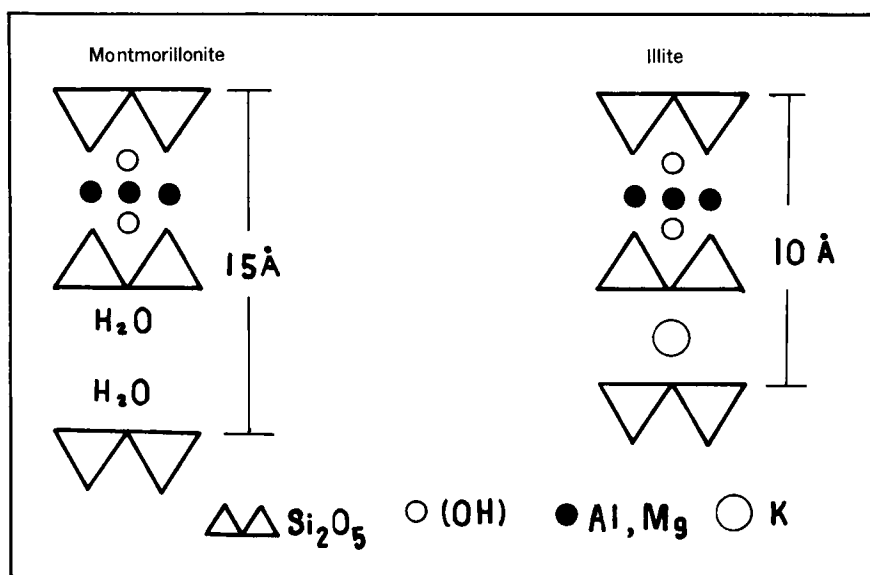 Montmorillonite
Illite
15Å
10 Å
H₂O
H₂O
Si₂O₅
(OH)
Al, Mg
K